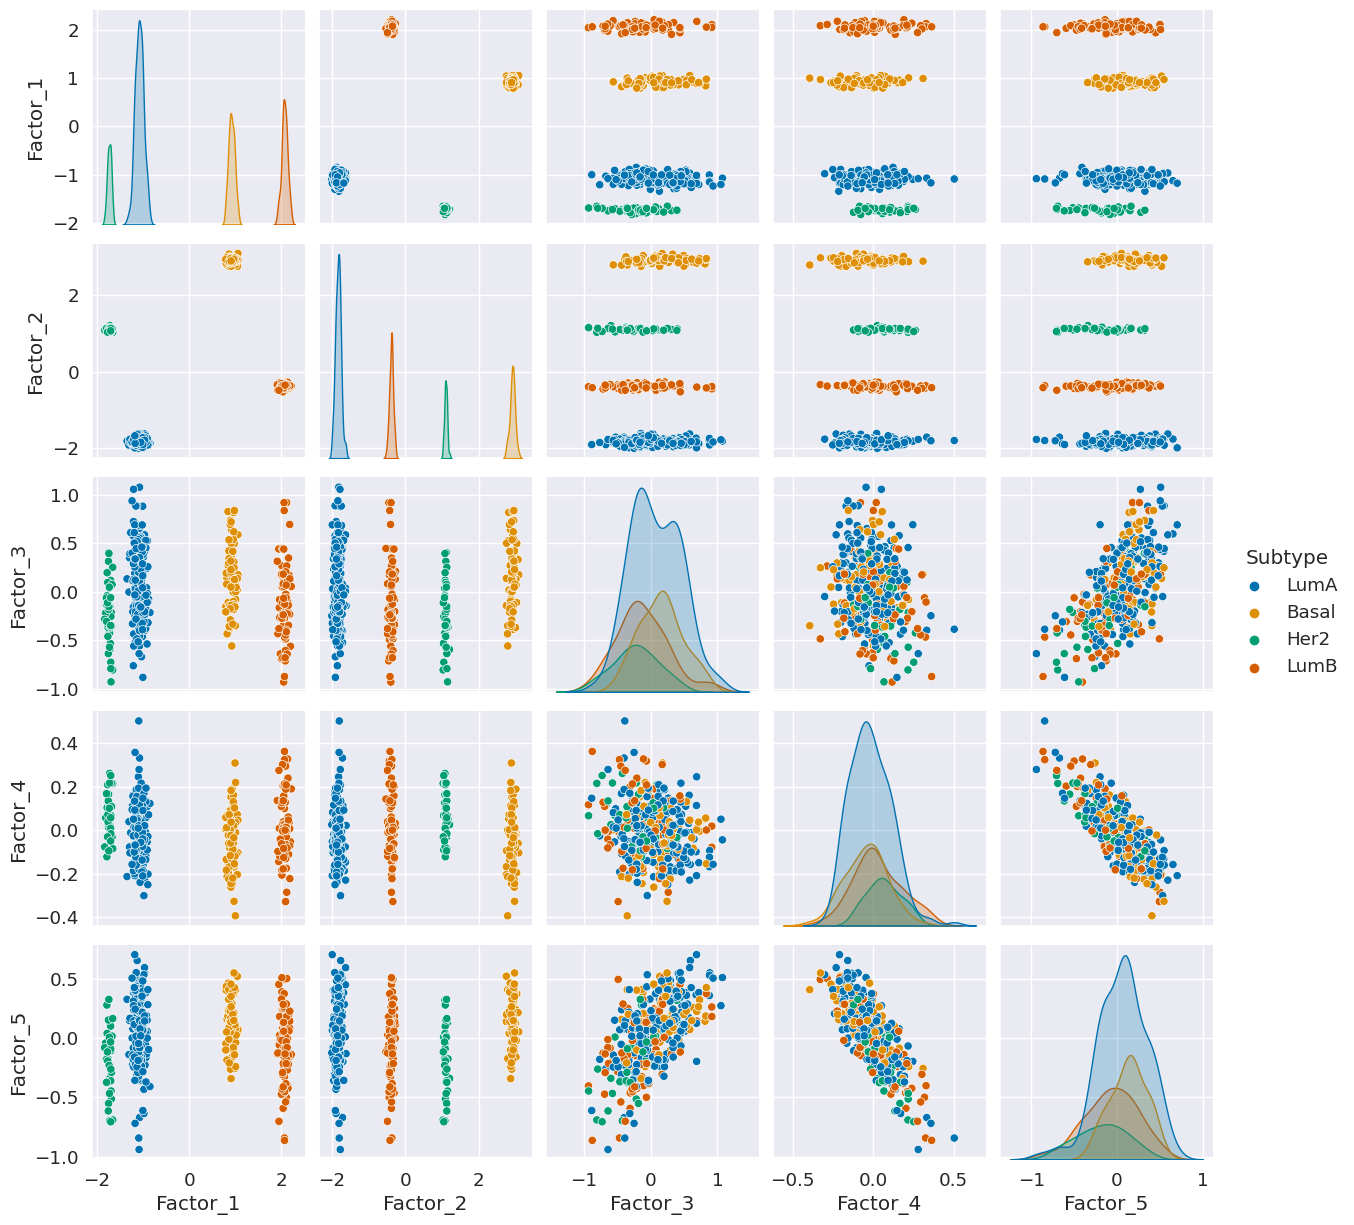 2
1
0
−1
−2
Factor_1
2
0
−2
Factor_2
1.0
0.5
0.0
−0.5
−1.0
Factor_3
Subtype
LumA
Basal
Her2
LumB
0.4
0.2
0.0
−0.2
−0.4
Factor_4
0.5
0.0
−0.5
−1.0
Factor_5
−2 0 2
−2 0 2
−1 0 1
−0.5 0.0 0.5
−1 0 1
Factor_1
Factor_2
Factor_3
Factor_4
Factor_5